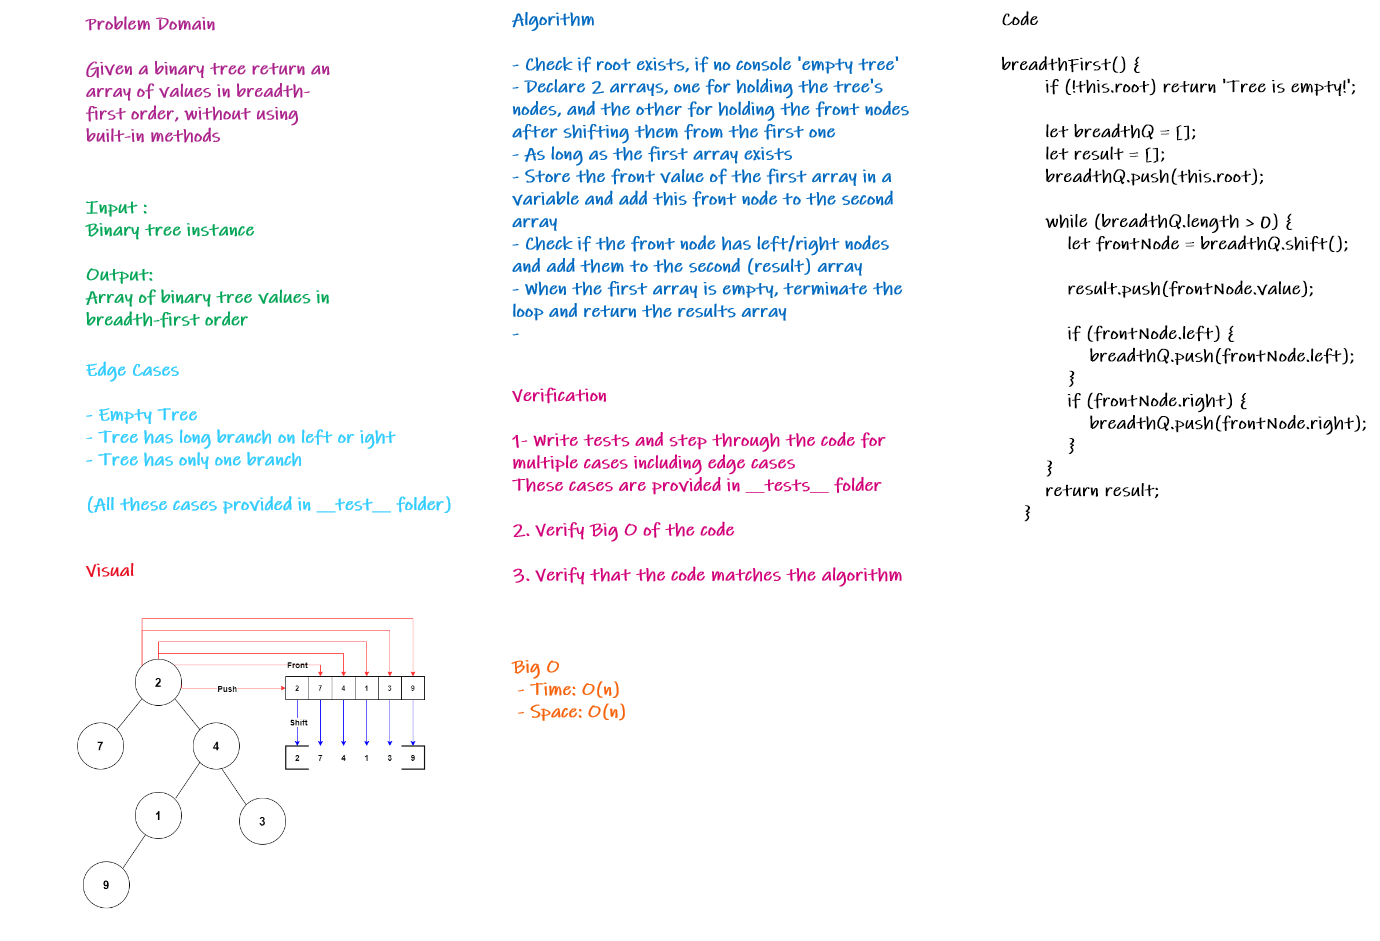 Problem Domain
Given a binary tree return an
array of values in breadth-
first order, without using
built-in methods
Input :
Binary tree instance
Output:
Array of binary tree values in
breadth-first order
Edge Cases
- Empty Tree
- Tree has long branch on left or ight
- Tree has only one branch
(All these cases provided in __test__ folder)
Visual
Front
Push
2 7 4 1 3 9
Shift
2 7 4 1 3 9
2
7
4
1
3
9
Algorithm
- Check if root exists, if no console 'empty tree'
- Declare 2 arrays, one for holding the tree's
nodes, and the other for holding the front nodes
after shifting them from the first one
- As long as the first array exists
- Store the front value of the first array in a
variable and add this front node to the second
array
- Check if the front node has left/right nodes
and add them to the second (result) array
- When the first array is empty, terminate the
loop and return the results array
-
Verification
1- Write tests and step through the code for
multiple cases including edge cases
These cases are provided in __tests__ folder
2. Verify Big O of the code
3. Verify that the code matches the algorithm
Big O
- Time: O(n)
- Space: O(n)
Code
breadthFirst() {
if (!this.root) return 'Tree is empty!';
let breadthQ = [];
let result = [];
breadthQ.push(this.root);
while (breadthQ.length > 0) {
let frontNode = breadthQ.shift();
result.push(frontNode.value);
if (frontNode.left) {
breadthQ.push(frontNode.left);
}
if (frontNode.right) {
breadthQ.push(frontNode.right);
}
}
return result;
}